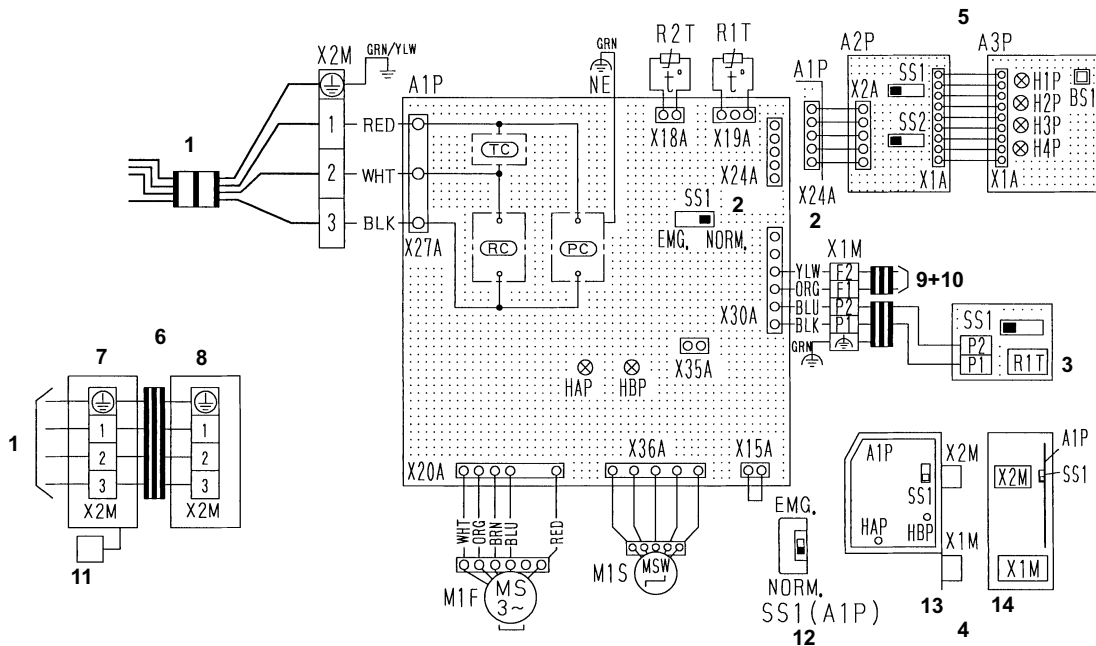 5
A2P
A3P
SS1
X2A
SS2
X1A
X1A
H1P
H2P
H3P
H4P
BS1
A1P
X24A
2
GRN/YLW
X2M
1
1
2
3
RED
WHT
BLK
A1P
X27A
TC
RC
PC
GRN
NE
R2T
t°
X18A
R1T
t°
X19A
X24A
2
SS1
EMG. NORM.
X30A
X35A
HAP
HBP
YLW
ORG
BLU
BLK
GRN
X1M
F2
F1
P2
P1
9+10
SS1
P2
P1
R1T
3
6
7
8
1
1
2
3
X2M
1
2
3
X2M
11
X20A
WHT
ORG
BRN
BLU
RED
M1F
MS
3~
X36A
M1S
MSW
X15A
EMG.
NORM.
SS1(A1P)
12
A1P
SS1
HAP
HBP
X2M
X1M
13
A1P
SS1
X2M
X1M
14
4